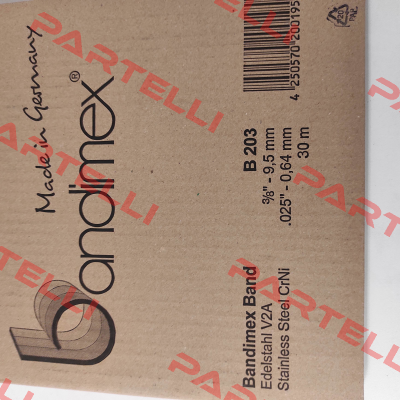 Made in Germany
Bandimex®
Bandimex Band
Edelstahl V2A
Stainless Steel CrNi
B 203
3/8" - 9,5 mm
.025" - 0,64 mm
30 m
4 250570 200195
PARTELLI
PARTELLI
PARTELLI
PARTELLI
PARTELLI